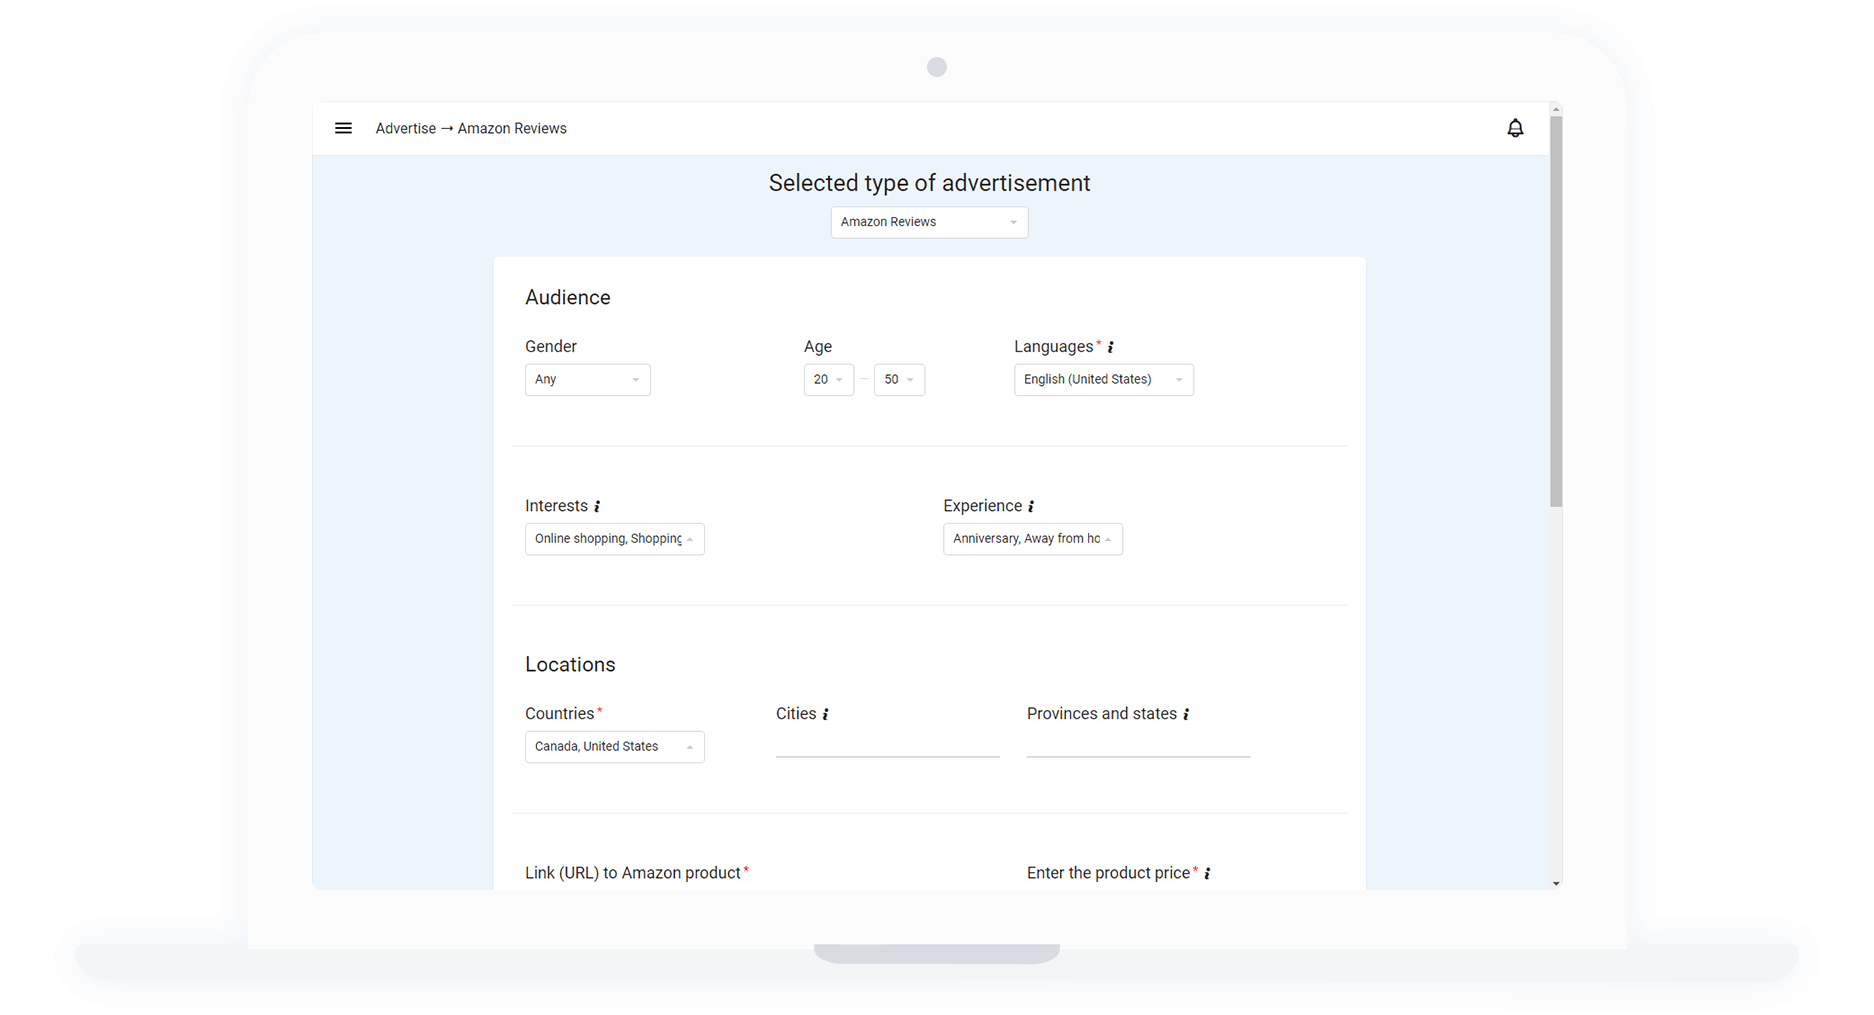 Advertise → Amazon Reviews
Selected type of advertisement
Amazon Reviews
Audience
Gender Age Languages* i
Any 20 – 50 English (United States)
Interests i Experience i
Online shopping, Shopping Anniversary, Away from ho
Locations
Countries* Cities i Provinces and states i
Canada, United States
Link (URL) to Amazon product* Enter the product price* i